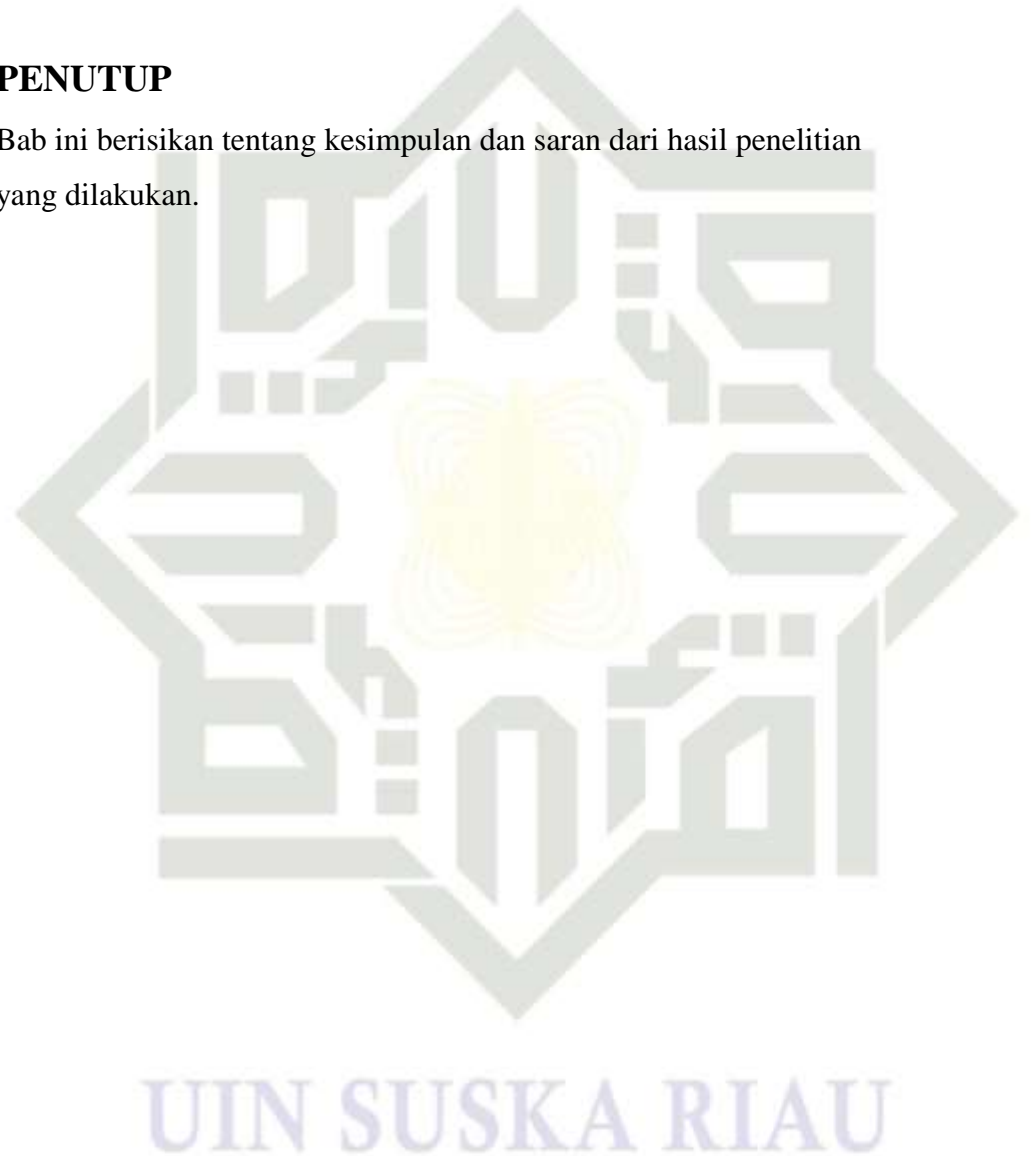 PENUTUP
Bab ini berisikan tentang kesimpulan dan saran dari hasil penelitian
yang dilakukan.
UIN SUSKA RIAU